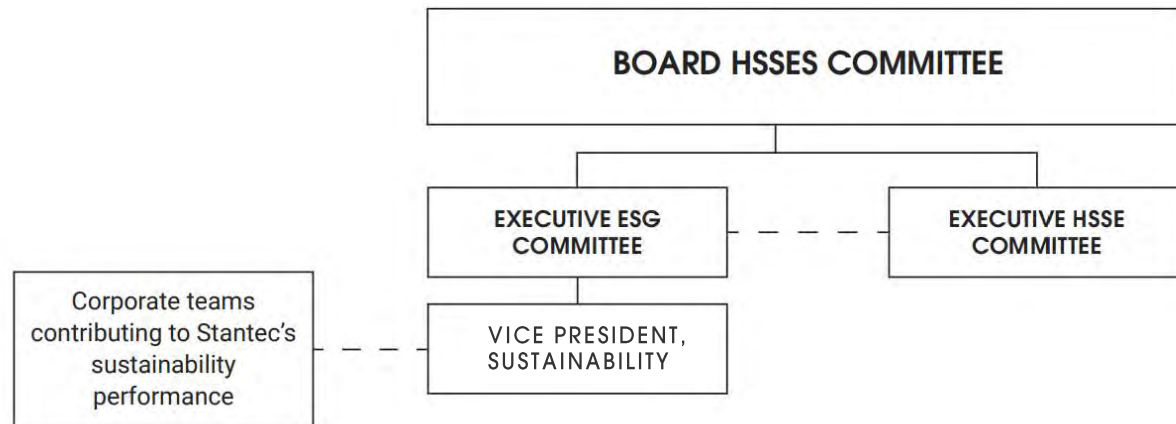 BOARD HSSES COMMITTEE
EXECUTIVE ESG
COMMITTEE
EXECUTIVE HSSE
COMMITTEE
Corporate teams
contributing to Stantec’s
sustainability
performance
VICE PRESIDENT,
SUSTAINABILITY